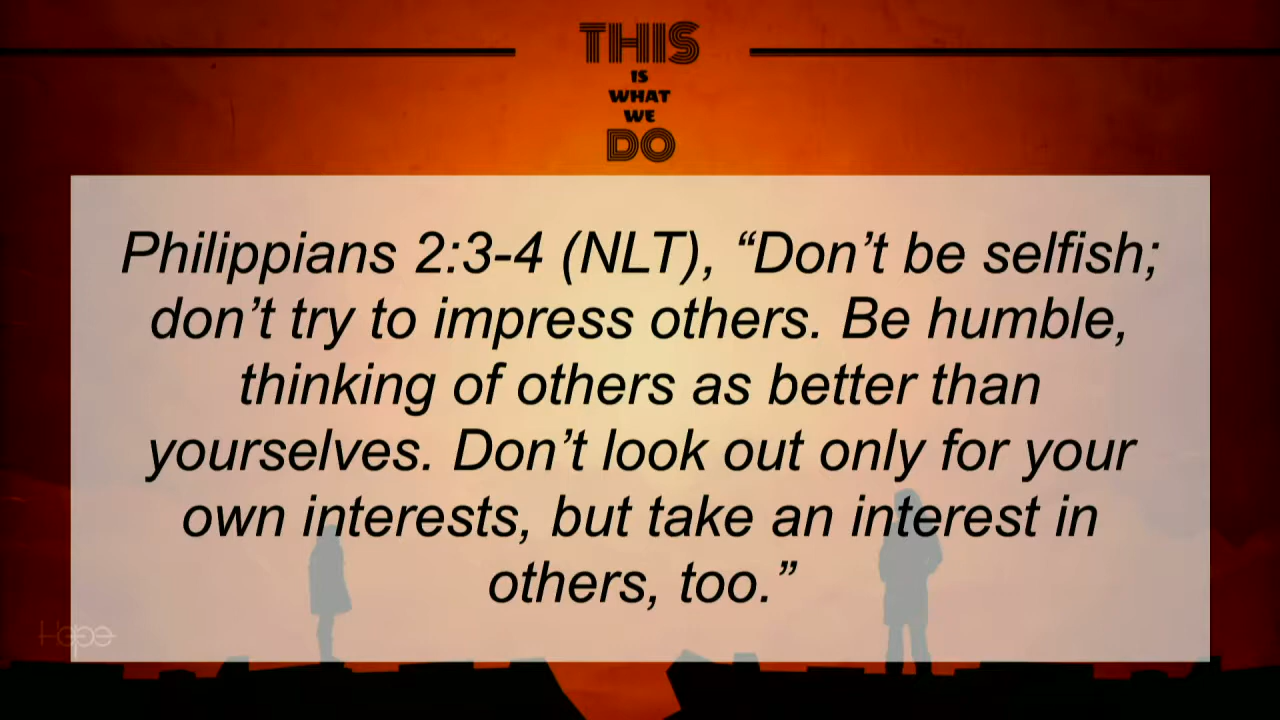 THIS
IS
WHAT
WE
DO
Philippians 2:3-4 (NLT), “Don’t be selfish;
don’t try to impress others. Be humble,
thinking of others as better than
yourselves. Don’t look out only for your
own interests, but take an interest in
others, too.”
Hope